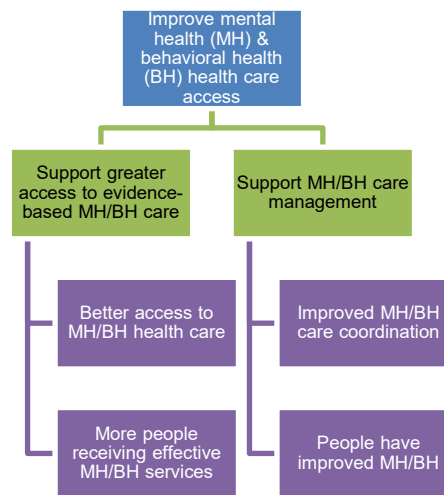 Improve mental
health (MH) &
behavioral health
(BH) health care
access
Support greater
access to evidence-
based MH/BH care
Support MH/BH care
management
Better access to
MH/BH health care
Improved MH/BH
care coordination
More people
receiving effective
MH/BH services
People have
improved MH/BH